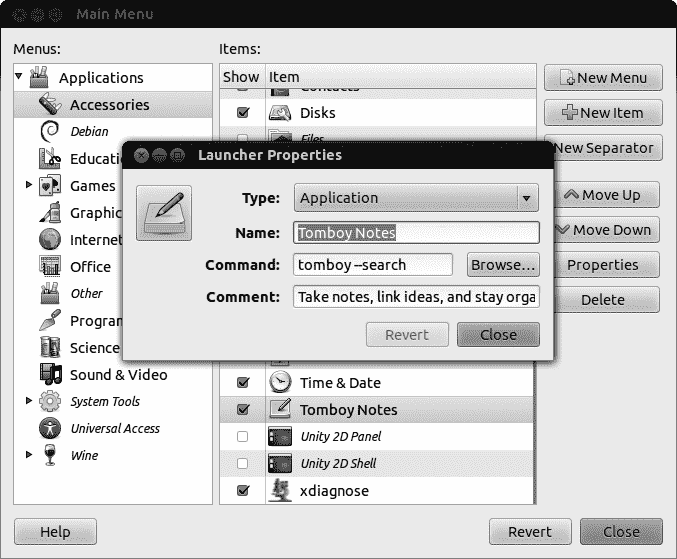 Main Menu
Menus:
Items:
Applications
Accessories
Debian
Educati
Games
Graphic
Internet
Office
Other
Program
Science
Sound & Video
System Tools
Universal Access
Wine
Show Item
Contacts
Disks
Files
Launcher Properties
Type: Application
Name: Tomboy Notes
Command: tomboy --search Browse...
Comment: Take notes, link ideas, and stay orga
Revert Close
Time & Date
Tomboy Notes
Unity 2D Panel
Unity 2D Shell
xdiagnose
New Menu
New Item
New Separator
Move Up
Move Down
Properties
Delete
Help
Revert
Close